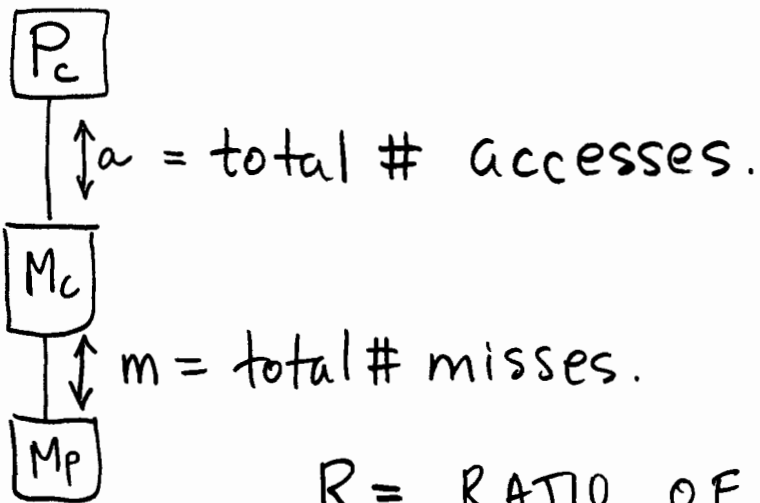 Pc
a = total # accesses.
Mc
m = total # misses.
Mp
R = RATIO OF